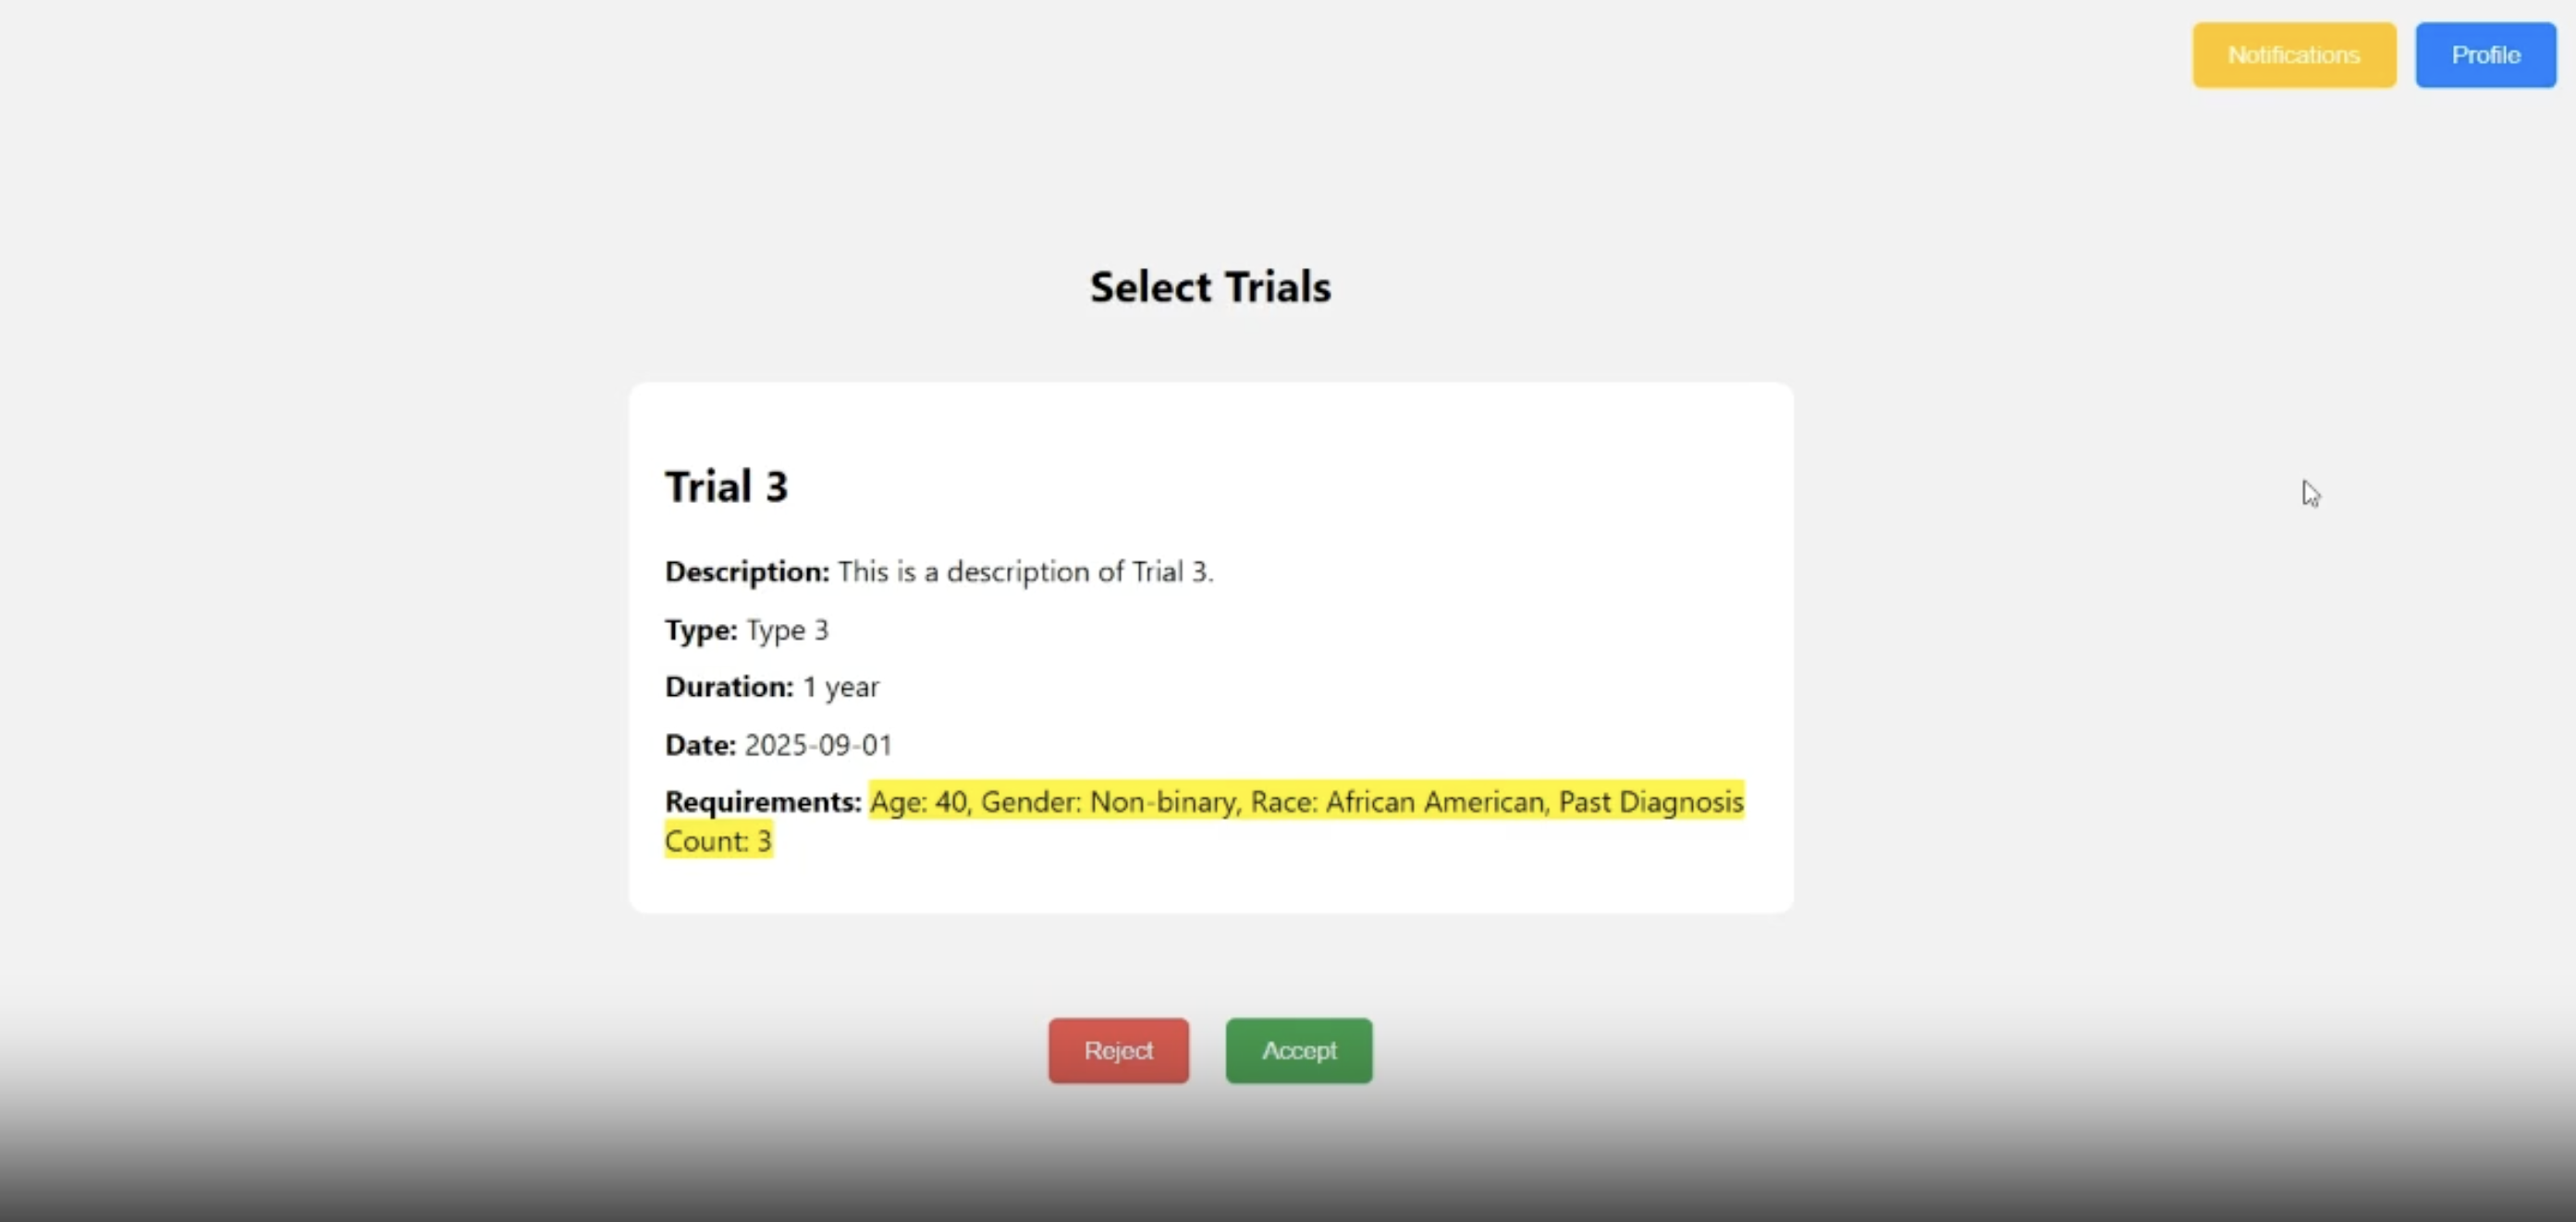 Notifications Profile
Select Trials
Trial 3
Description: This is a description of Trial 3.
Type: Type 3
Duration: 1 year
Date: 2025-09-01
Requirements: Age: 40, Gender: Non-binary, Race: African American, Past Diagnosis
Count: 3
Reject Accept